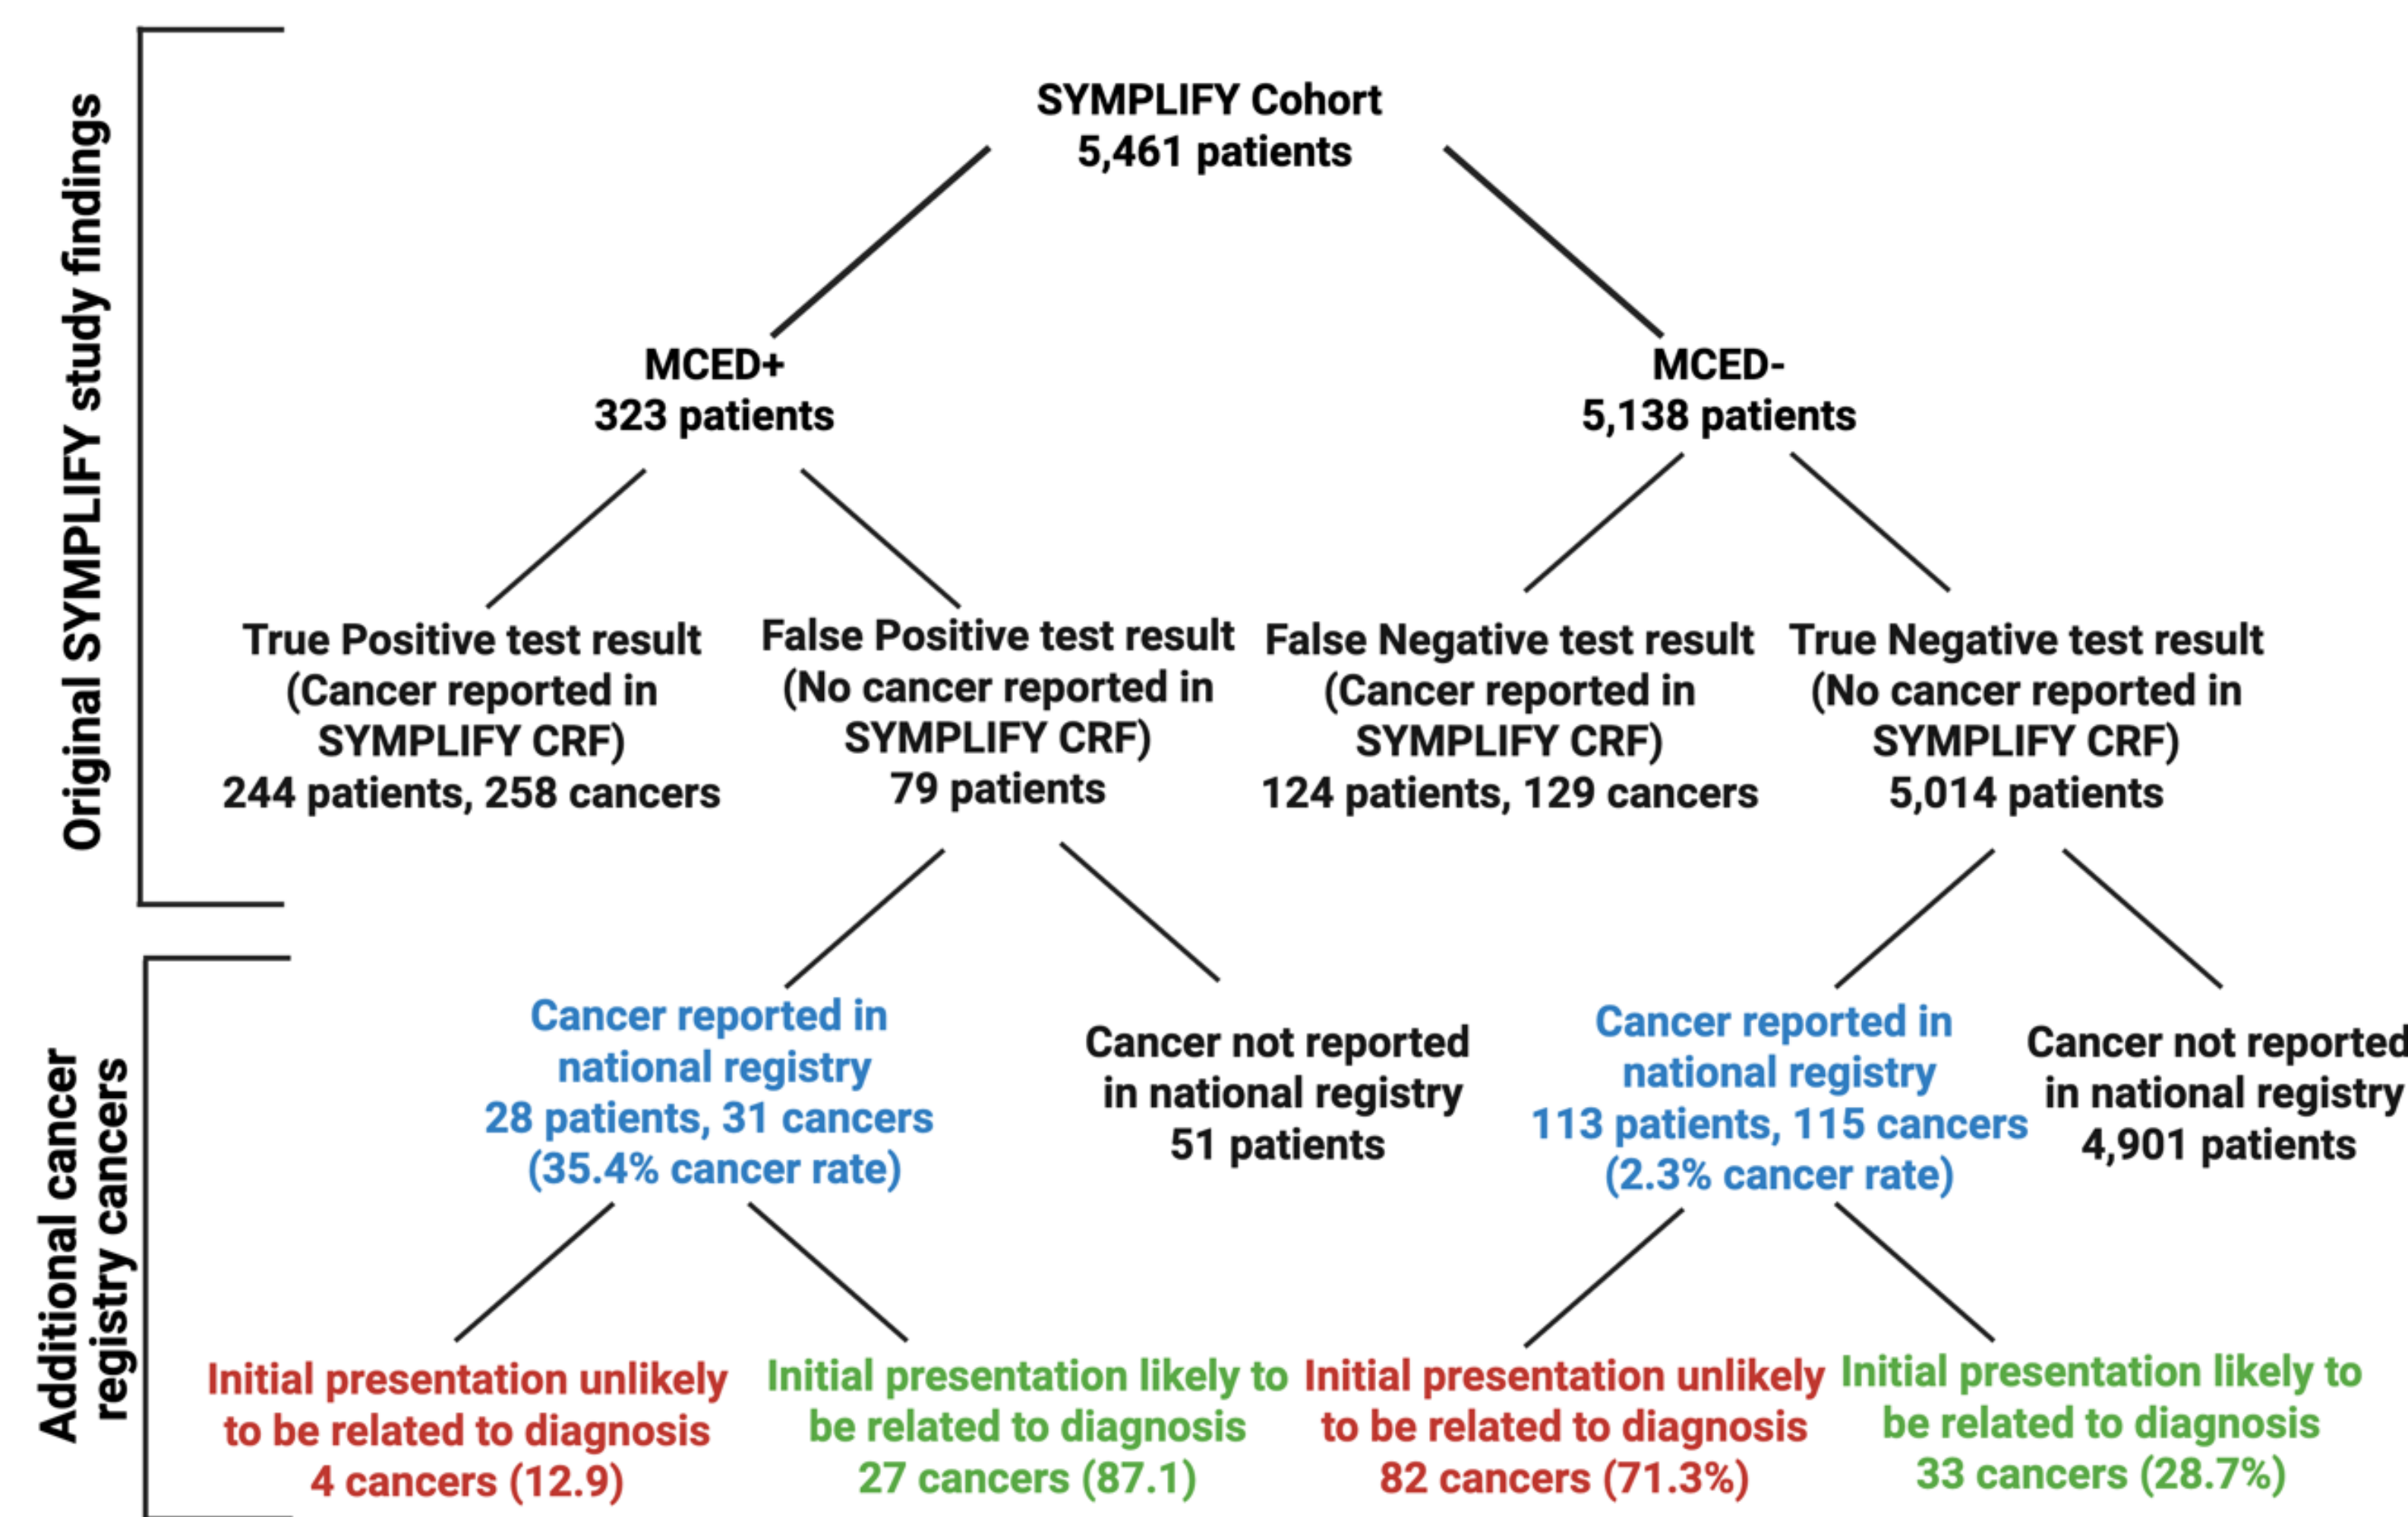 Original SYMPLIFY study findings
SYMPLIFY Cohort
5,461 patients
MCED+
323 patients
MCED-
5,138 patients
True Positive test result
(Cancer reported in
SYMPLIFY CRF)
244 patients, 258 cancers
False Positive test result
(No cancer reported in
SYMPLIFY CRF)
79 patients
False Negative test result
(Cancer reported in
SYMPLIFY CRF)
124 patients, 129 cancers
True Negative test result
(No cancer reported in
SYMPLIFY CRF)
5,014 patients
Additional cancer
registry cancers
Cancer reported in
national registry
28 patients, 31 cancers
(35.4% cancer rate)
Cancer not reported
in national registry
51 patients
Cancer reported in
national registry
113 patients, 115 cancers
(2.3% cancer rate)
Cancer not reported
in national registry
4,901 patients
Initial presentation unlikely
to be related to diagnosis
4 cancers (12.9)
Initial presentation likely to
be related to diagnosis
27 cancers (87.1)
Initial presentation unlikely
to be related to diagnosis
82 cancers (71.3%)
Initial presentation likely to
be related to diagnosis
33 cancers (28.7%)